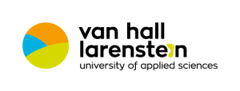 van hall
larenstein
university of applied sciences